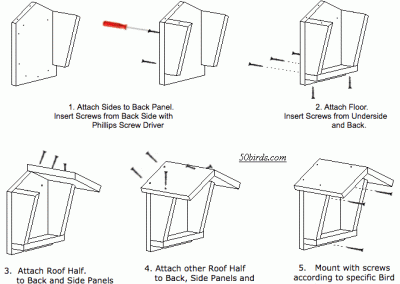 1. Attach Sides to Back Panel.
Insert Screws from Back Side with
Phillips Screw Driver
2. Attach Floor.
Insert Screws from Underside
and Back.
50birds.com
3. Attach Roof Half.
to Back and Side Panels
4. Attach other Roof Half
to Back, Side Panels and
5. Mount with screws
according to specific Bird